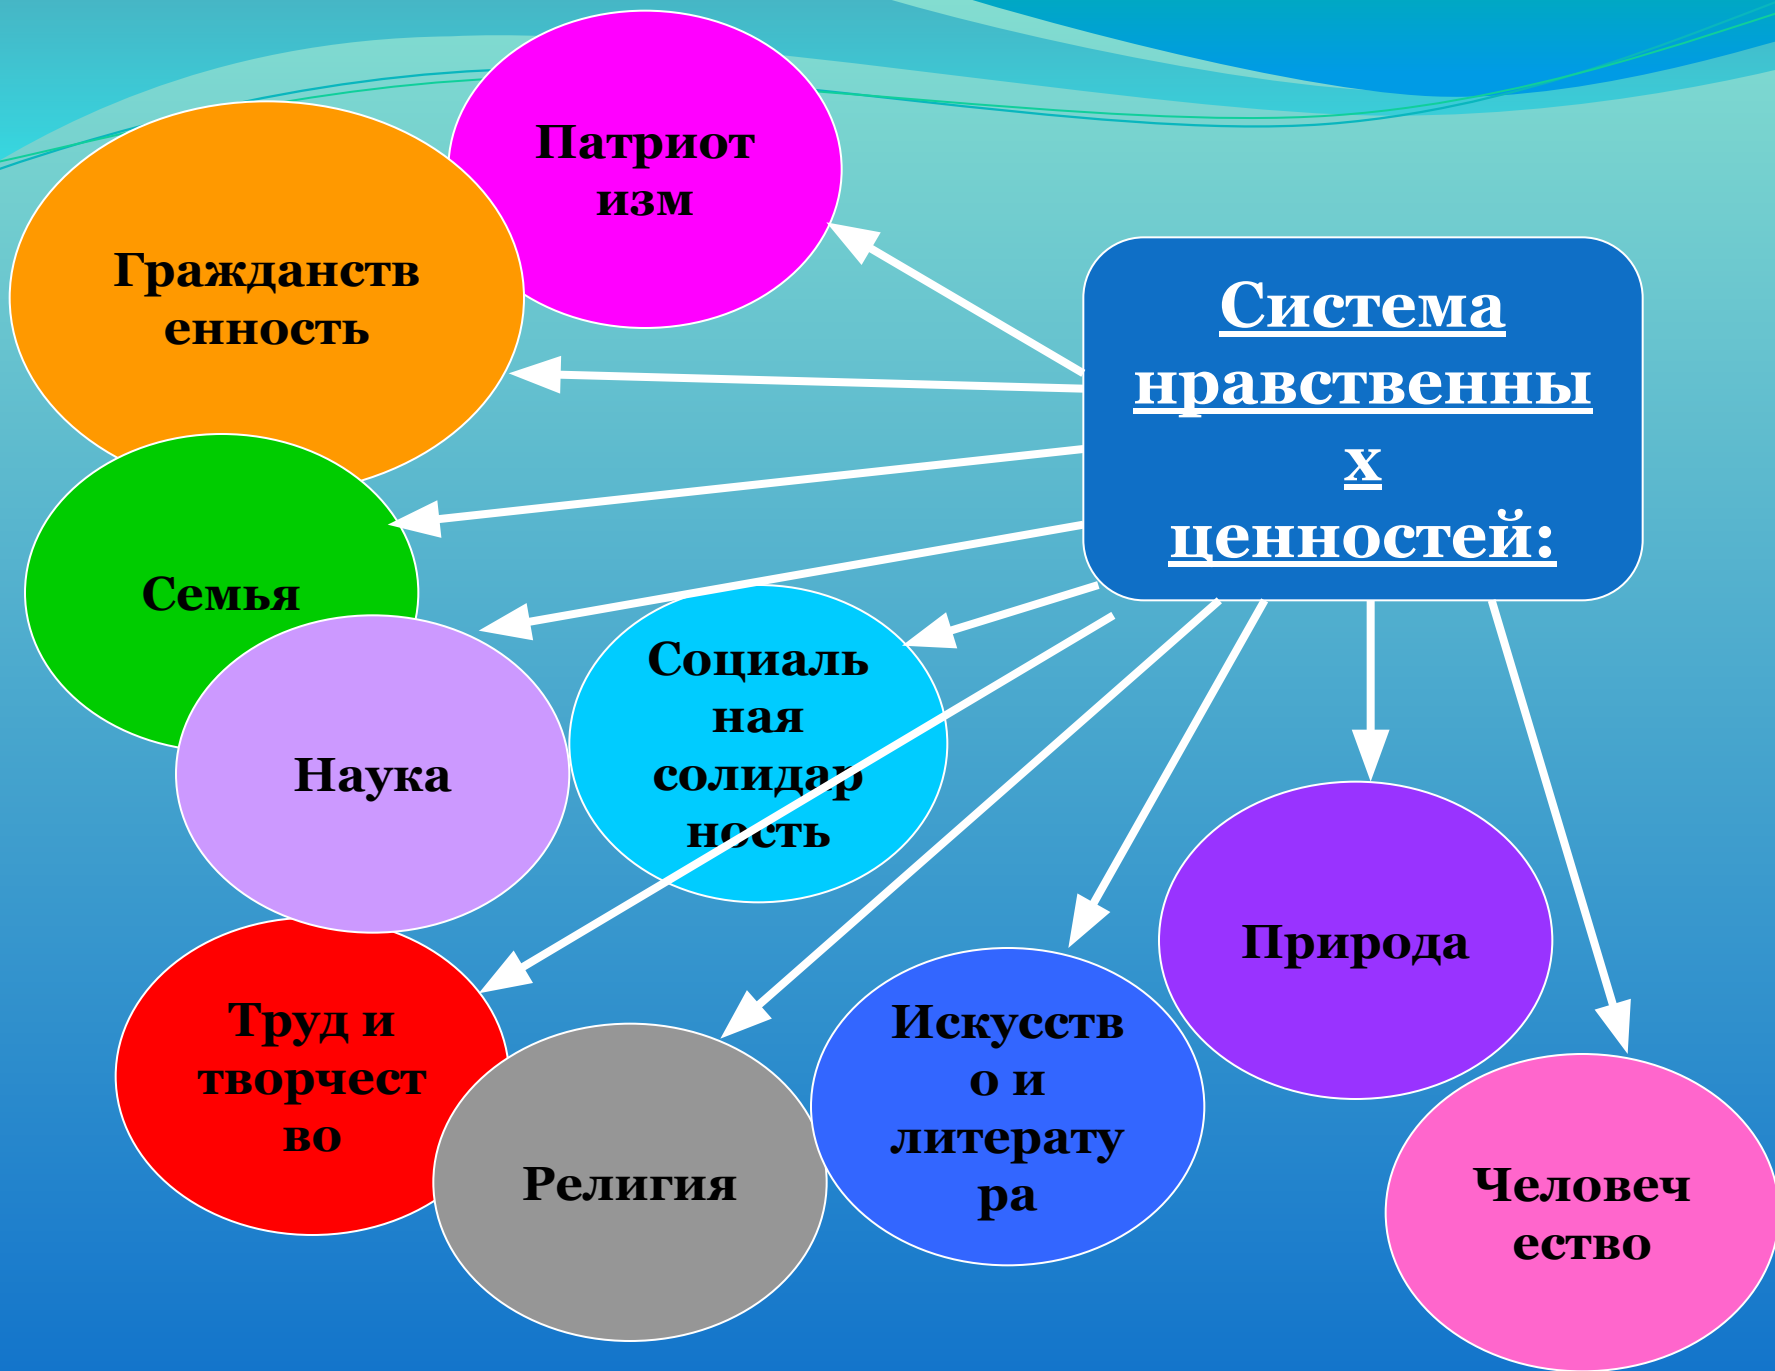 Патриот
изм
Гражданств
енность
Система
нравственны
х
ценностей:
Семья
Наука
Социаль
ная
солидар
ность
Природа
Труд и
творчест
во
Религия
Искусств
о и
литерату
ра
Человеч
ество